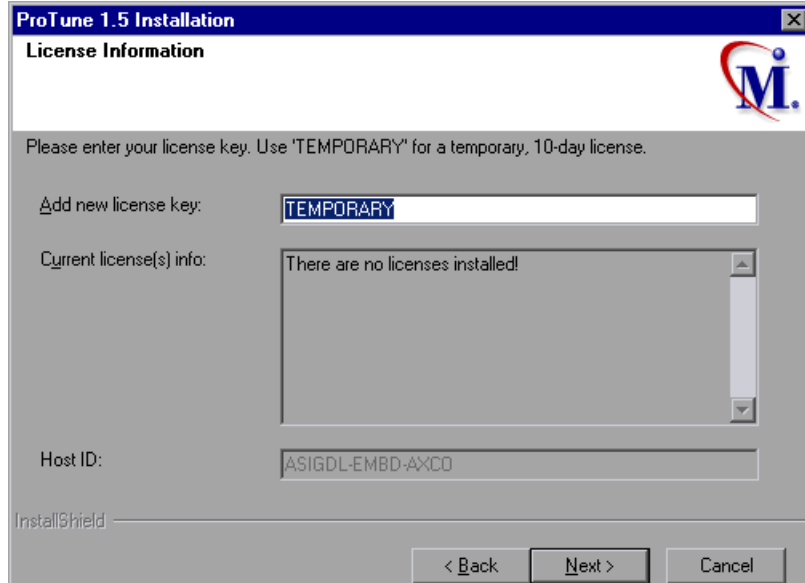 ProTune 1.5 Installation
License Information
M.
Please enter your license key. Use 'TEMPORARY' for a temporary, 10-day license.
Add new license key:
TEMPORARY
Current license(s) info:
There are no licenses installed!
Host ID:
ASIGDL-EMBD-AXCO
InstallShield
< Back
Next >
Cancel